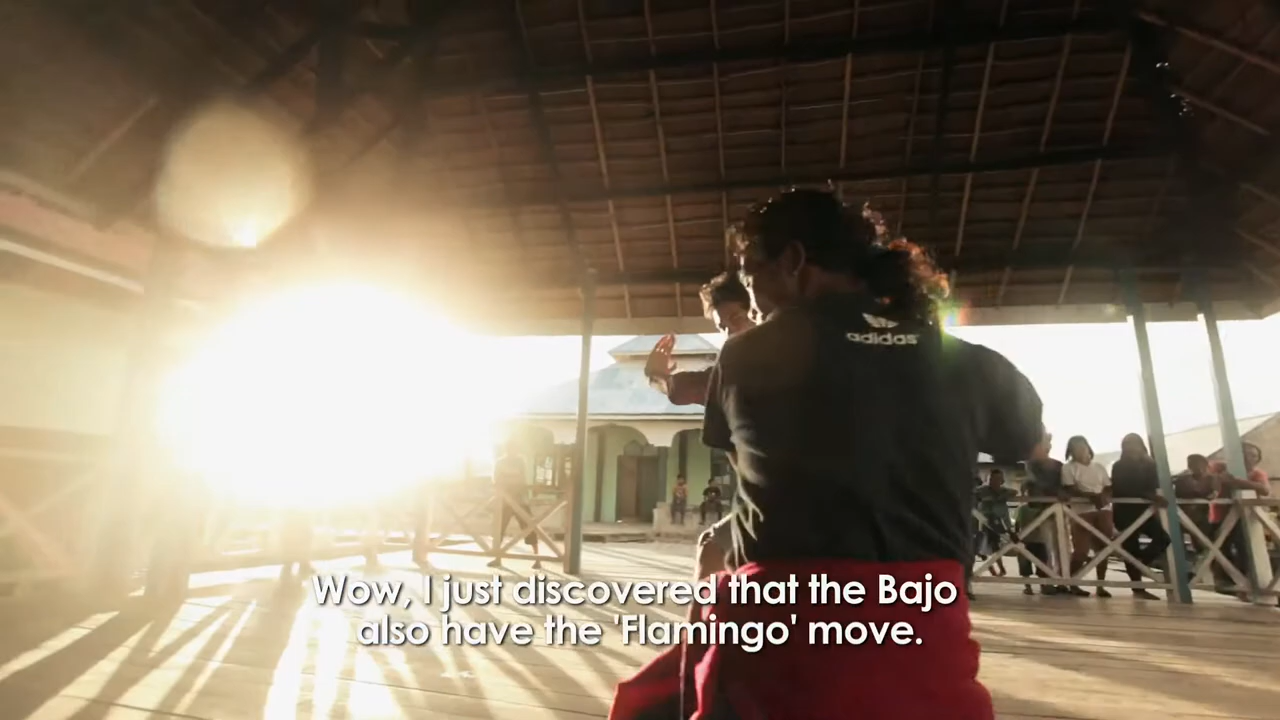 adidas
Wow, I just discovered that the Bajo
also have the 'Flamingo' move.